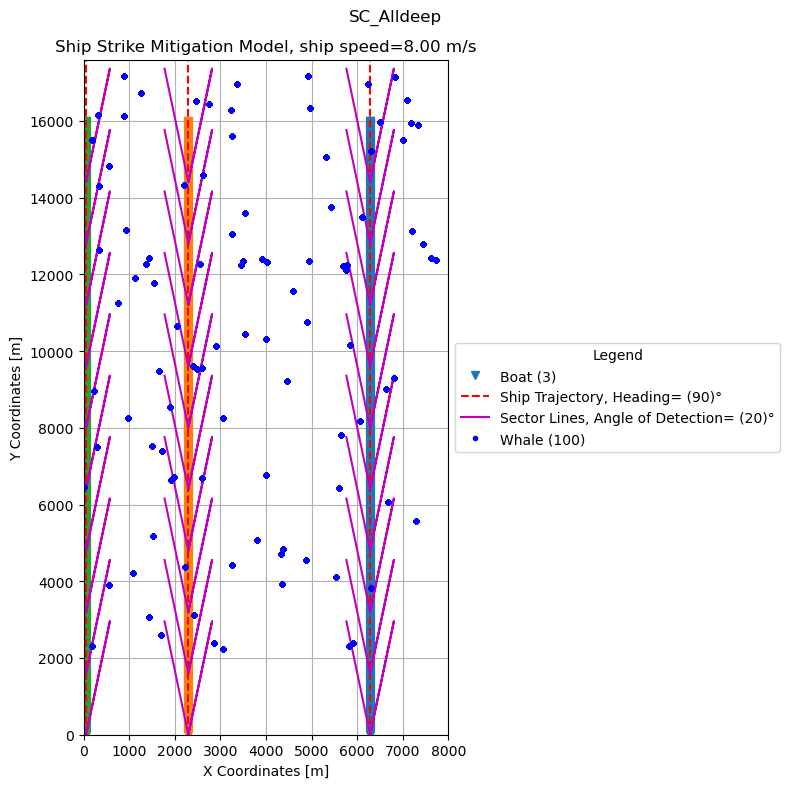 SC_Alldeep
Ship Strike Mitigation Model, ship speed=8.00 m/s
16000
14000
12000
10000
8000
6000
4000
2000
0
Y Coordinates [m]
0 1000 2000 3000 4000 5000 6000 7000 8000
X Coordinates [m]
Legend
Boat (3)
Ship Trajectory, Heading= (90)°
Sector Lines, Angle of Detection= (20)°
Whale (100)